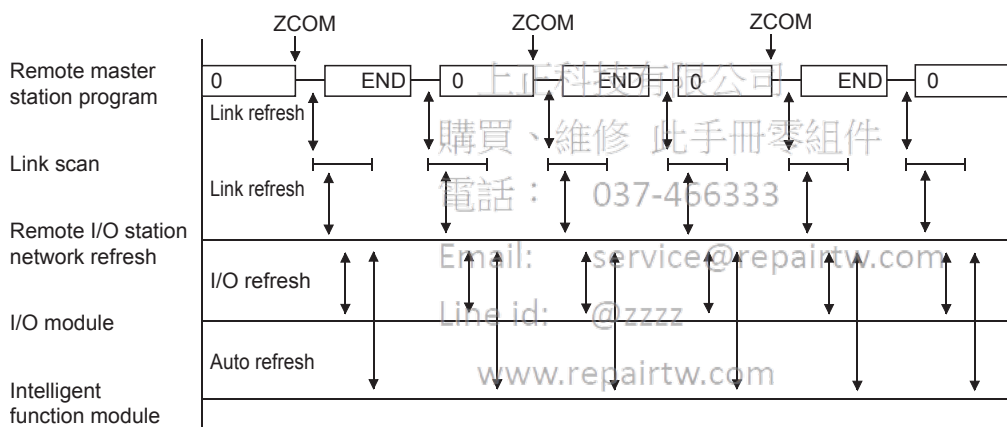 ZCOM ZCOM ZCOM
Remote master
station program
0 END 0 END 0 END 0
Link refresh
Link scan
Link refresh
Remote I/O station
network refresh
I/O refresh
I/O module
Auto refresh
Intelligent
function module
上正科技有限公司
購買、維修 此手冊零組件
電話： 037-466333
Email: service@repairtw.com
Line id: @zzzz
www.repairtw.com